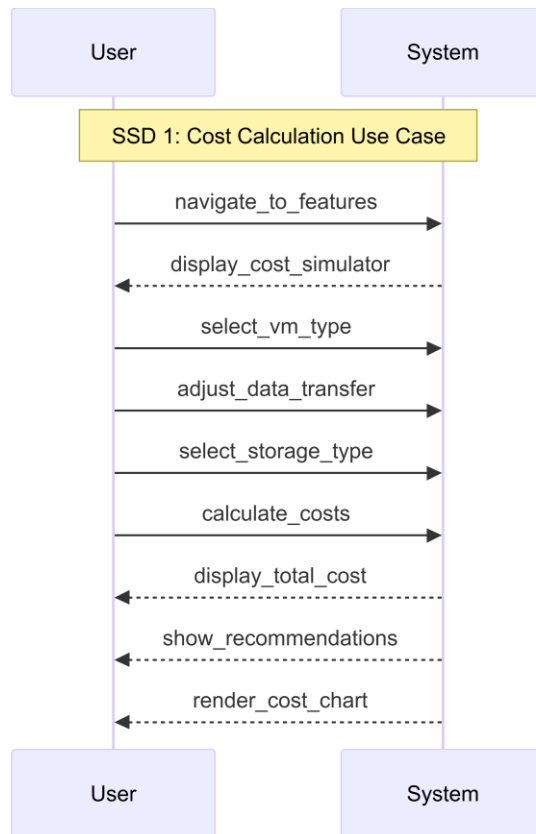 User
System
SSD 1: Cost Calculation Use Case
navigate_to_features
display_cost_simulator
select_vm_type
adjust_data_transfer
select_storage_type
calculate_costs
display_total_cost
show_recommendations
render_cost_chart
User
System